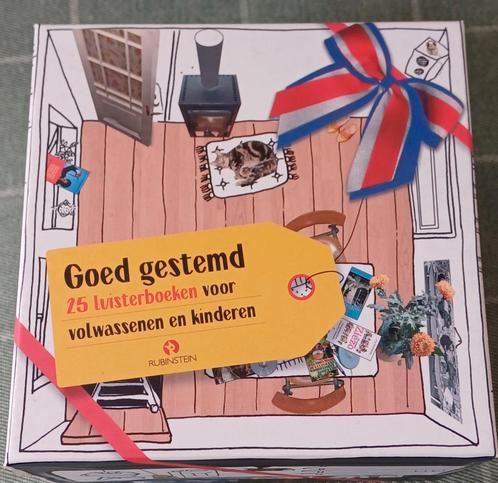 Goed gestemd
25 luisterboeken voor
volwassenen en kinderen
RUBINSTEIN